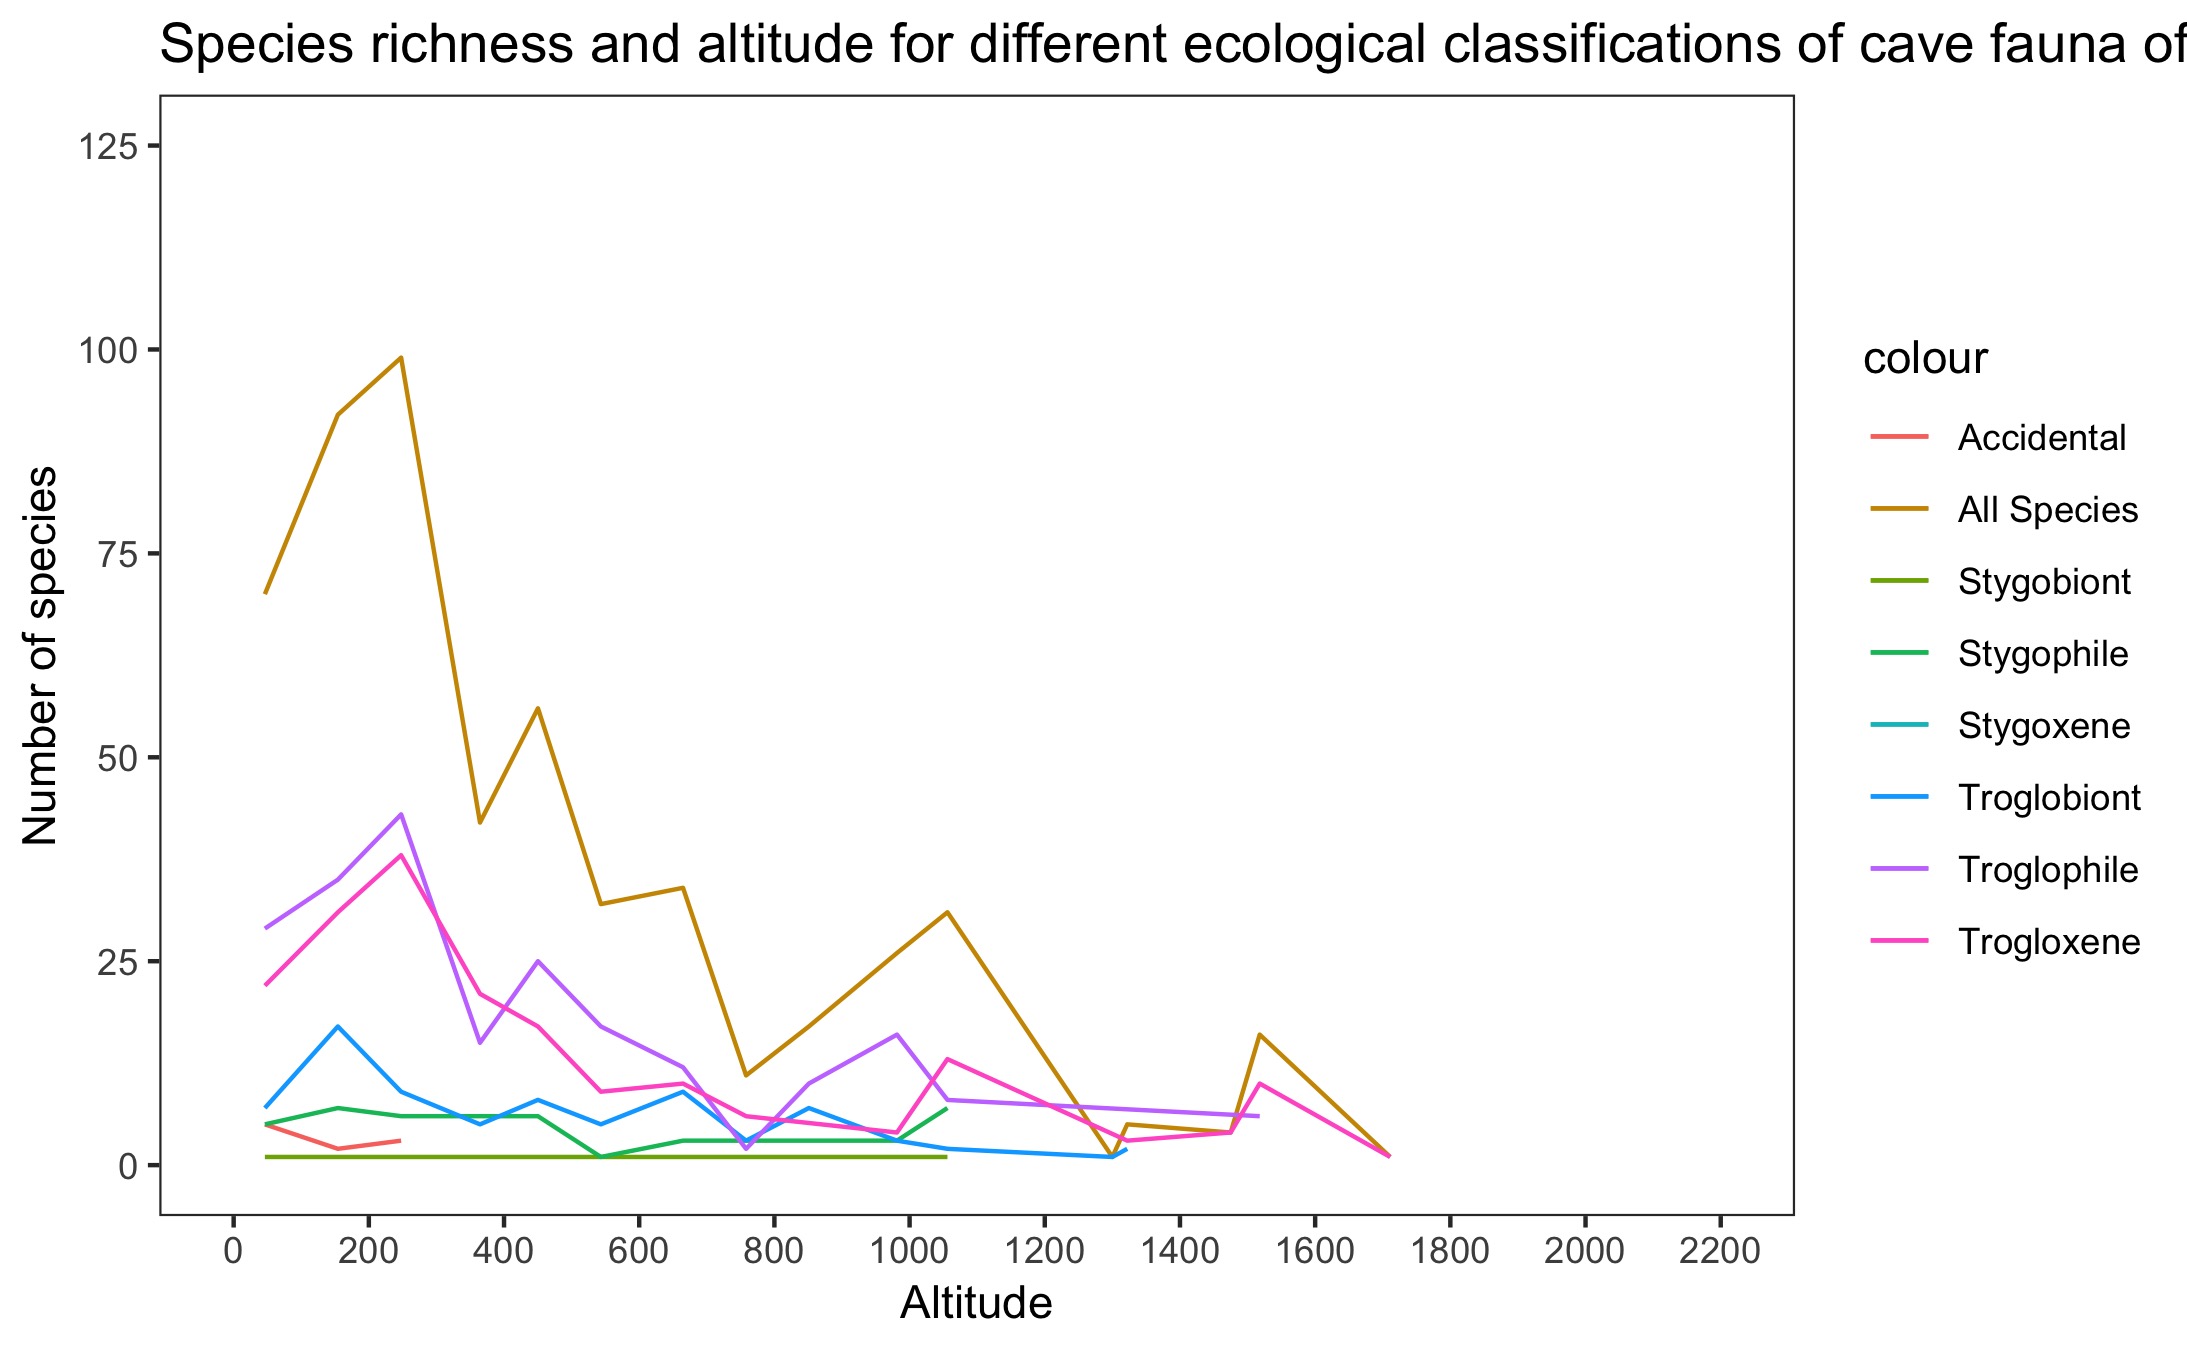 Species richness and altitude for different ecological classifications of cave fauna of
125
100
75
50
25
0
Number of species
0 200 400 600 800 1000 1200 1400 1600 1800 2000 2200
Altitude
colour
Accidental
All Species
Stygobiont
Stygophile
Stygoxene
Troglobiont
Troglophile
Trogloxene